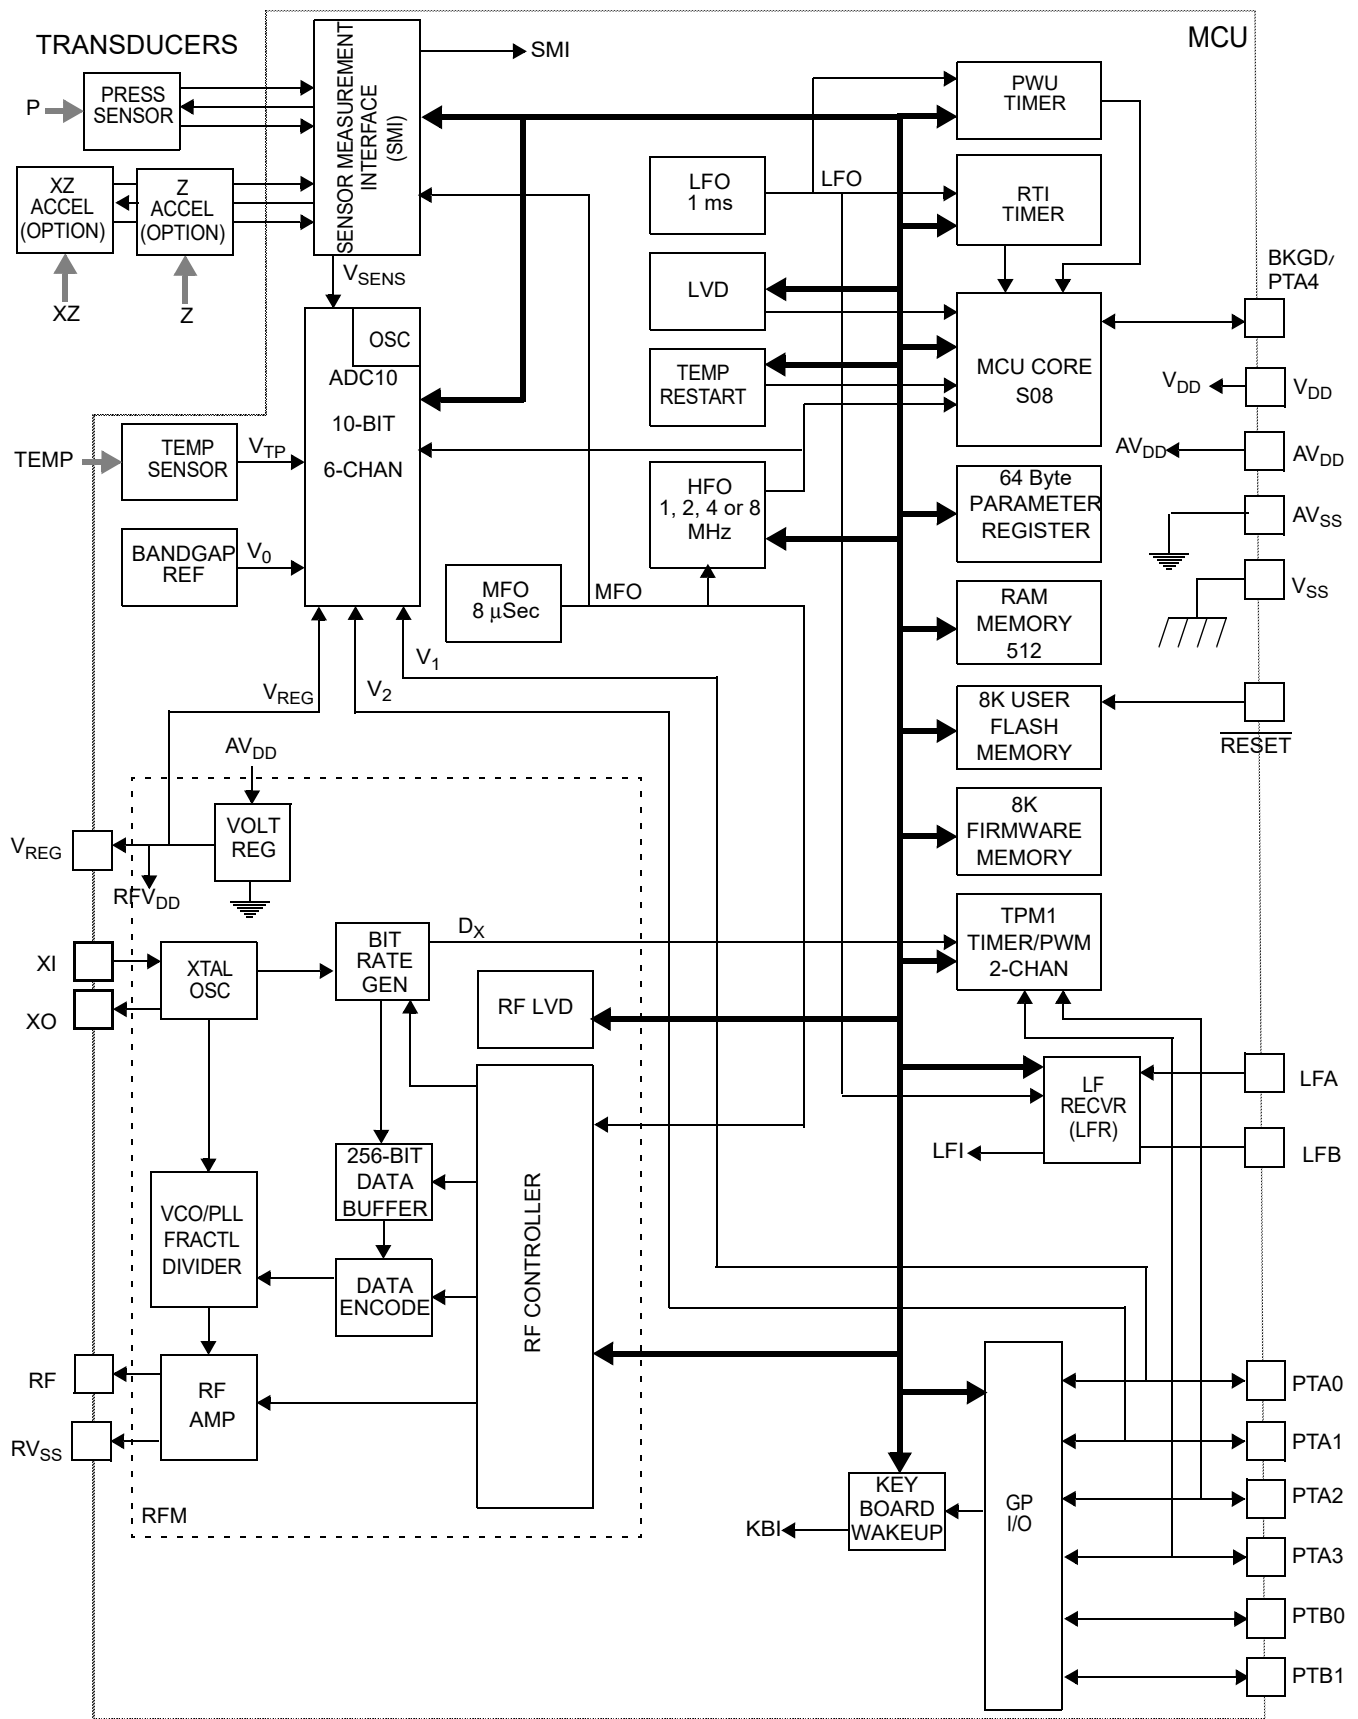 TRANSDUCERS
MCU
PRESS
SENSOR
P
SENSOR MEASUREMENT
INTERFACE
(SMI)
SMI
PWU
TIMER
XZ
ACCEL
(OPTION)
Z
ACCEL
(OPTION)
XZ
Z
LFO
1 ms
LFO
RTI
TIMER
VSENS
LVD
BKGD/
PTA4
OSC
ADC10
10-BIT
6-CHAN
TEMP
RESTART
MCU CORE
S08
VDD
VDD
TEMP
TEMP
SENSOR
VTP
AVDD
AVDD
HFO
1, 2, 4 or 8
MHz
64 Byte
PARAMETER
REGISTER
AVSS
BANDGAP
REF
V0
MFO
8 µSec
MFO
RAM
MEMORY
512
VSS
V1
V2
VREG
8K USER
FLASH
MEMORY
RESET
AVDD
VOLT
REG
VREG
RFVDD
8K
FIRMWARE
MEMORY
XI
XO
XTAL
OSC
BIT
RATE
GEN
DX
TPM1
TIMER/PWM
2-CHAN
RF LVD
LF
RECVR
(LFR)
LFA
LFB
LFI
256-BIT
DATA
BUFFER
VCO/PLL
FRACTL
DIVIDER
DATA
ENCODE
RF CONTROLLER
RF
RF
AMP
RVSS
RFM
KEY
BOARD
WAKEUP
KBI
GP
I/O
PTA0
PTA1
PTA2
PTA3
PTB0
PTB1